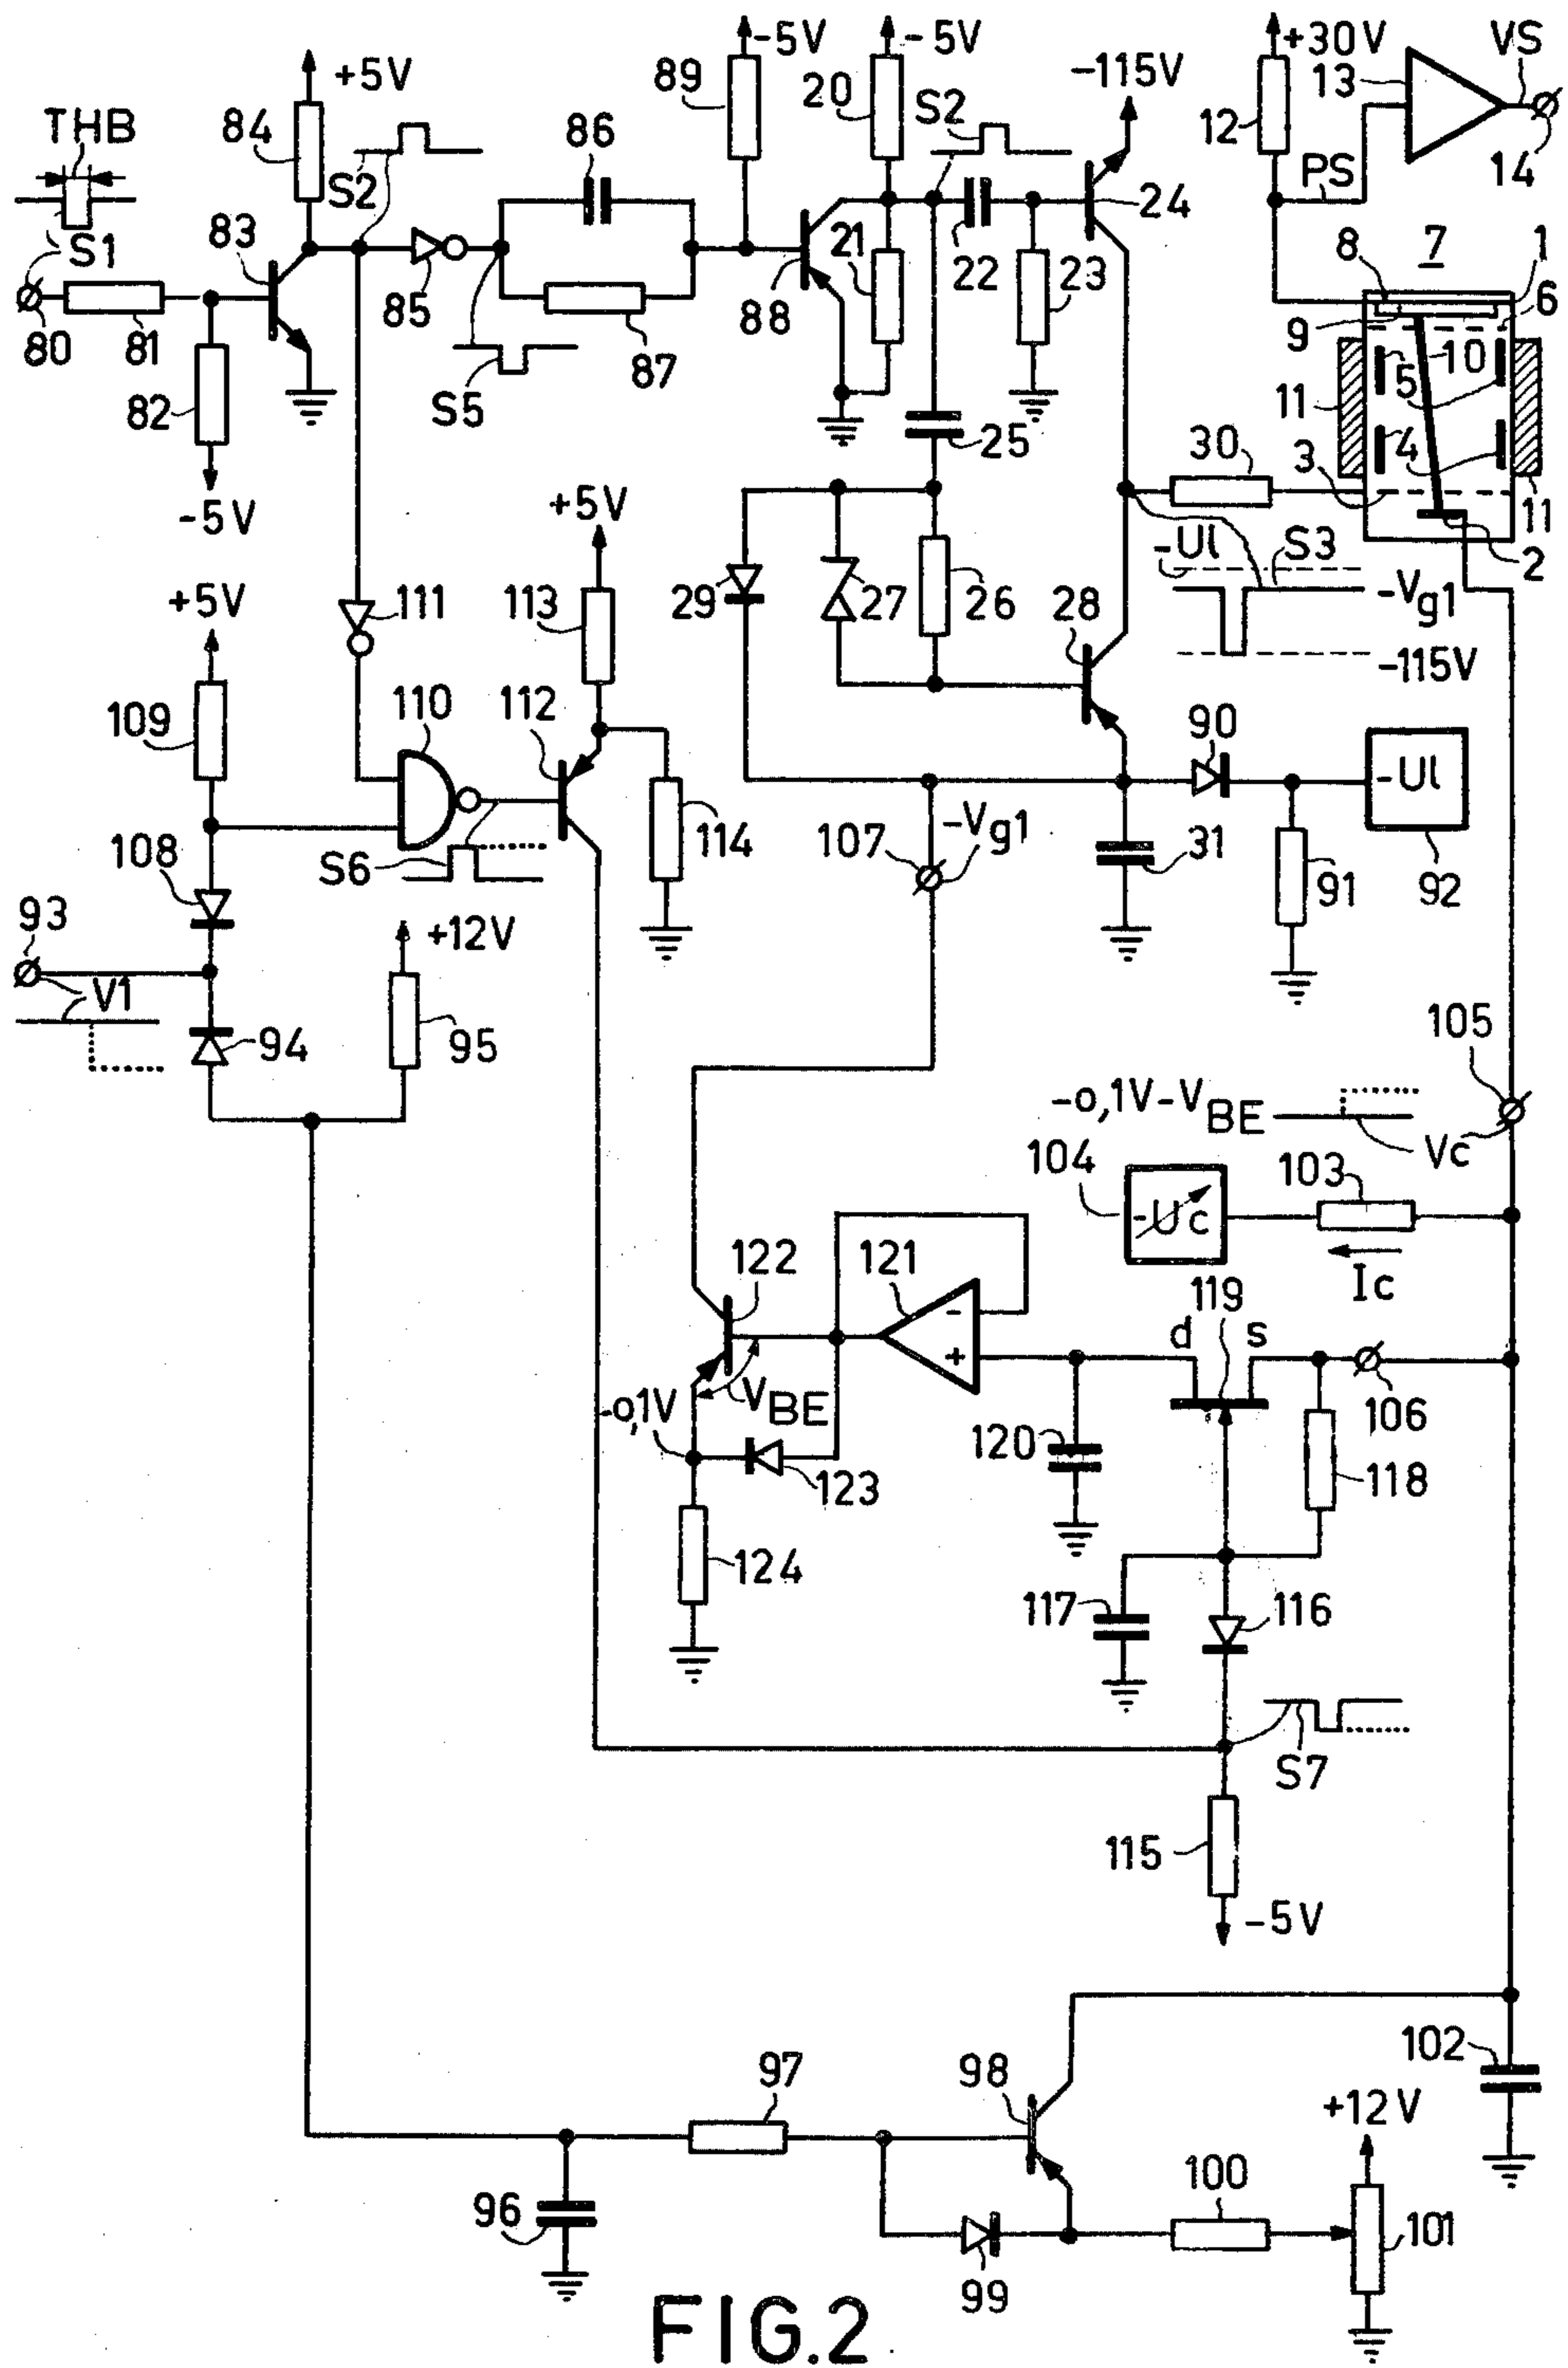 -5V
-5V
+30V
VS
+5V
89
20
-115V
13
THB
84
86
S2
12
14
S2
PS
24
83
S1
21
22
23
8
7
1
6
80
81
85
88
9
10
82
87
5
S5
11
25
30
3
4
-5V
+5V
-Ul
S3
11
2
+5V
111
113
29
27
26
28
-Vg1
-115V
109
110
112
90
-Ul
108
S6
114
107
-Vg1
31
91
92
93
+12V
V1
94
95
105
-0,1V-VBE
Vc
104
103
-Uc
122
121
119
Ic
-
d
s
+
-0,1V
VBE
106
120
123
118
124
117
116
S7
115
-5V
97
98
102
+12V
100
96
101
99
FIG.2